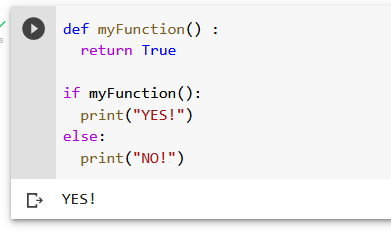 def myFunction() :
  return True

if myFunction():
  print("YES!")
else:
  print("NO!")
YES!